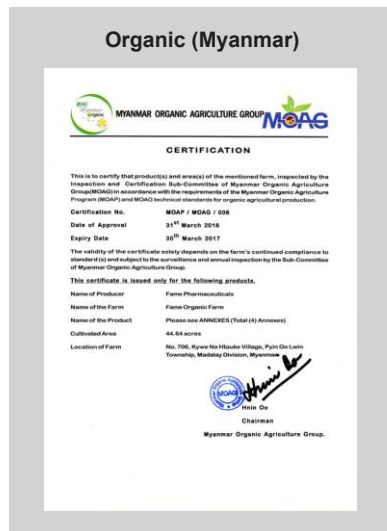 Organic (Myanmar)
MYANMAR ORGANIC AGRICULTURE GROUP
MOAG
CERTIFICATION
This is to certify that product(s) and area(s) of the mentioned farm, inspected by the
Inspection and Certification Sub-Committee of Myanmar Organic Agriculture
Group(MOAG) in accordance with the requirements of the Myanmar Organic Agriculture
Program (MOAP) and MOAG technical standards for organic agricultural production.
Certification No. MOAP / MOAG / 006
Date of Approval 31st March 2016
Expiry Date 30th March 2017
The validity of the certificate solely depends on the farm's continued compliance to
standard (s) and subject to the surveillance and annual inspection by the Sub-Committee
of Myanmar Organic Agriculture Group.
This certificate is issued only for the following products.
Name of Producer Fame Pharmaceuticals
Name of the Farm Fame Organic Farm
Name of the Product Please see ANNEXES (Total (4) Annexes)
Cultivated Area 44.64 acres
Location of Farm No. 706, Kywe Na Htauke Village, Pyin Oo Lwin
Township, Madalay Division, Myanmar
MOAG
Hnin Oo
Hnin Oo
Chairman
Myanmar Organic Agriculture Group.